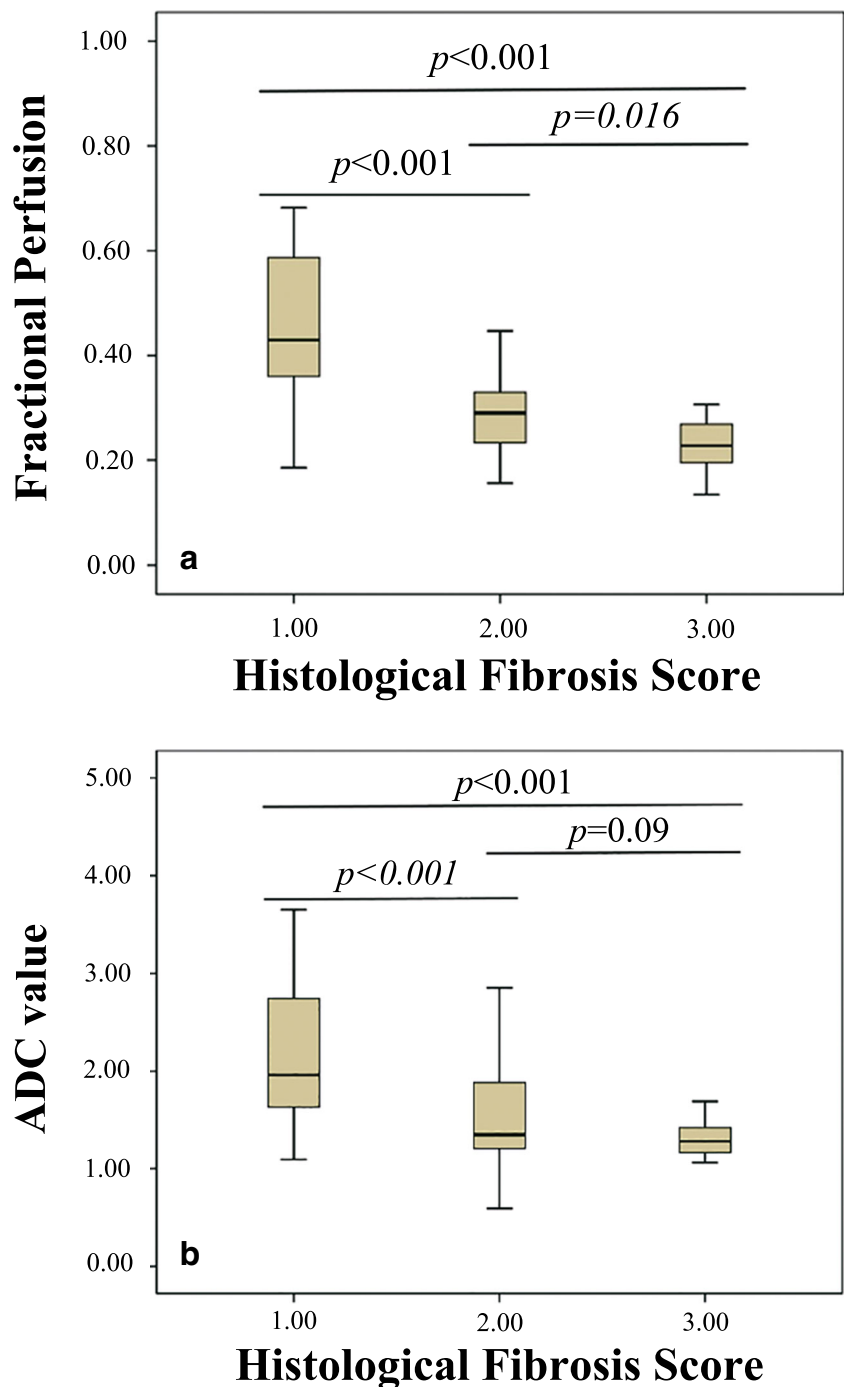 1.00
p<0.001
p=0.016
0.80
p<0.001
0.60
Fractional Perfusion
0.40
0.20
0.00
a
1.00 2.00 3.00
Histological Fibrosis Score
5.00
p<0.001
p=0.09
4.00
p<0.001
3.00
ADC value
2.00
1.00
0.00
b
1.00 2.00 3.00
Histological Fibrosis Score